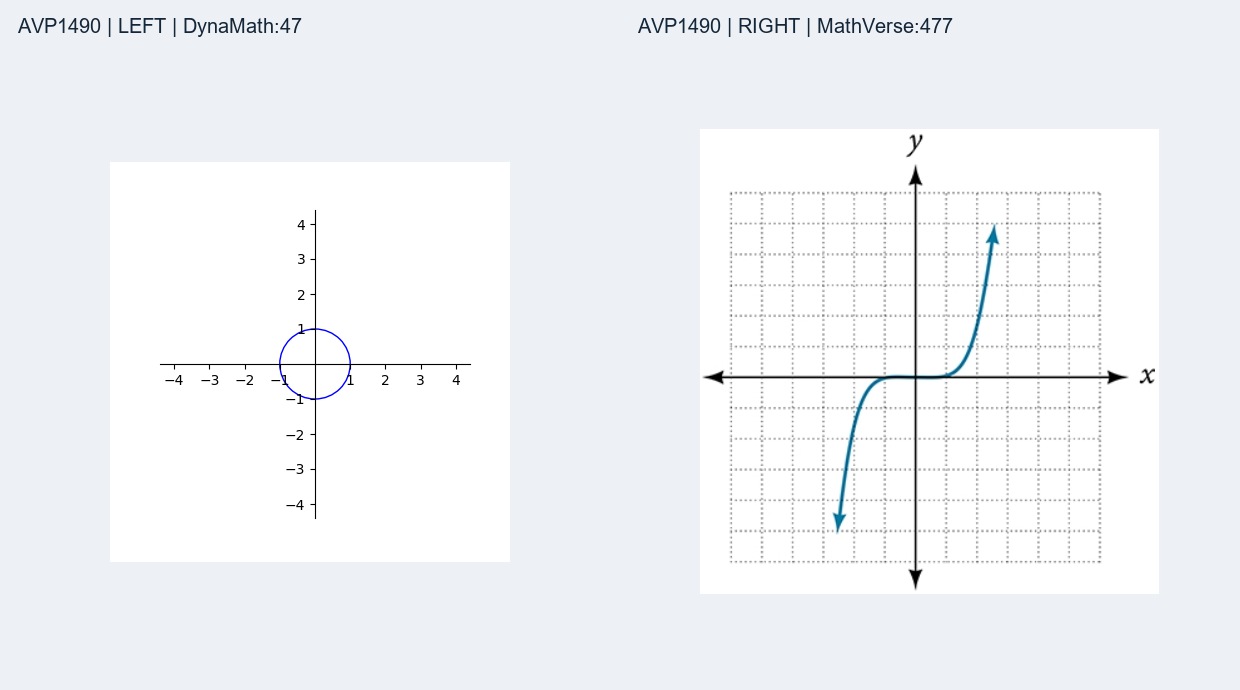 AVP1490 | LEFT | DynaMath:47
AVP1490 | RIGHT | MathVerse:477
4
3
2
1
−4 −3 −2 −1 1 2 3 4
−1
−2
−3
−4
y
x